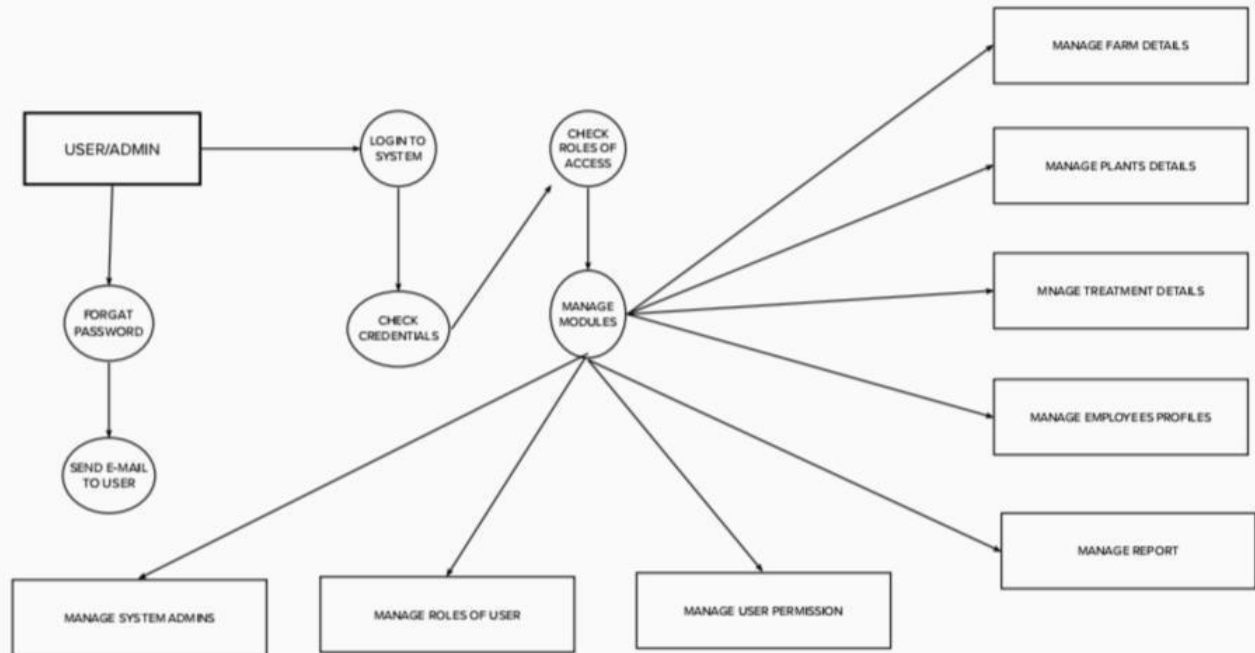 MANAGE FARM DETAILS
USER/ADMIN
LOGIN TO
SYSTEM
CHECK
ROLES OF
ACCESS
MANAGE PLANTS DETAILS
FORGAT
PASSWORD
CHECK
CREDENTIALS
MANAGE
MODULES
MNAGE TREATMENT DETAILS
MANAGE EMPLOYEES PROFILES
SEND E-MAIL
TO USER
MANAGE REPORT
MANAGE SYSTEM ADMINS
MANAGE ROLES OF USER
MANAGE USER PERMISSION